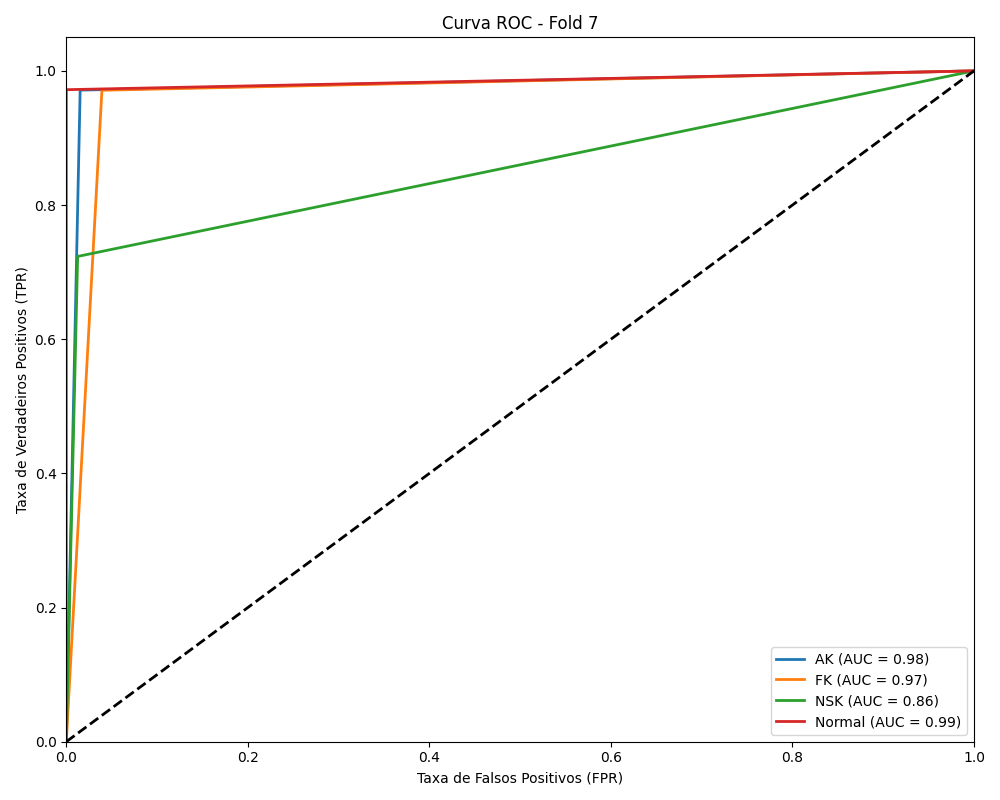 Curva ROC - Fold 7
Taxa de Verdadeiros Positivos (TPR)
1.0
0.8
0.6
0.4
0.2
0.0
0.0
0.2
0.4
0.6
0.8
1.0
Taxa de Falsos Positivos (FPR)
AK (AUC = 0.98)
FK (AUC = 0.97)
NSK (AUC = 0.86)
Normal (AUC = 0.99)